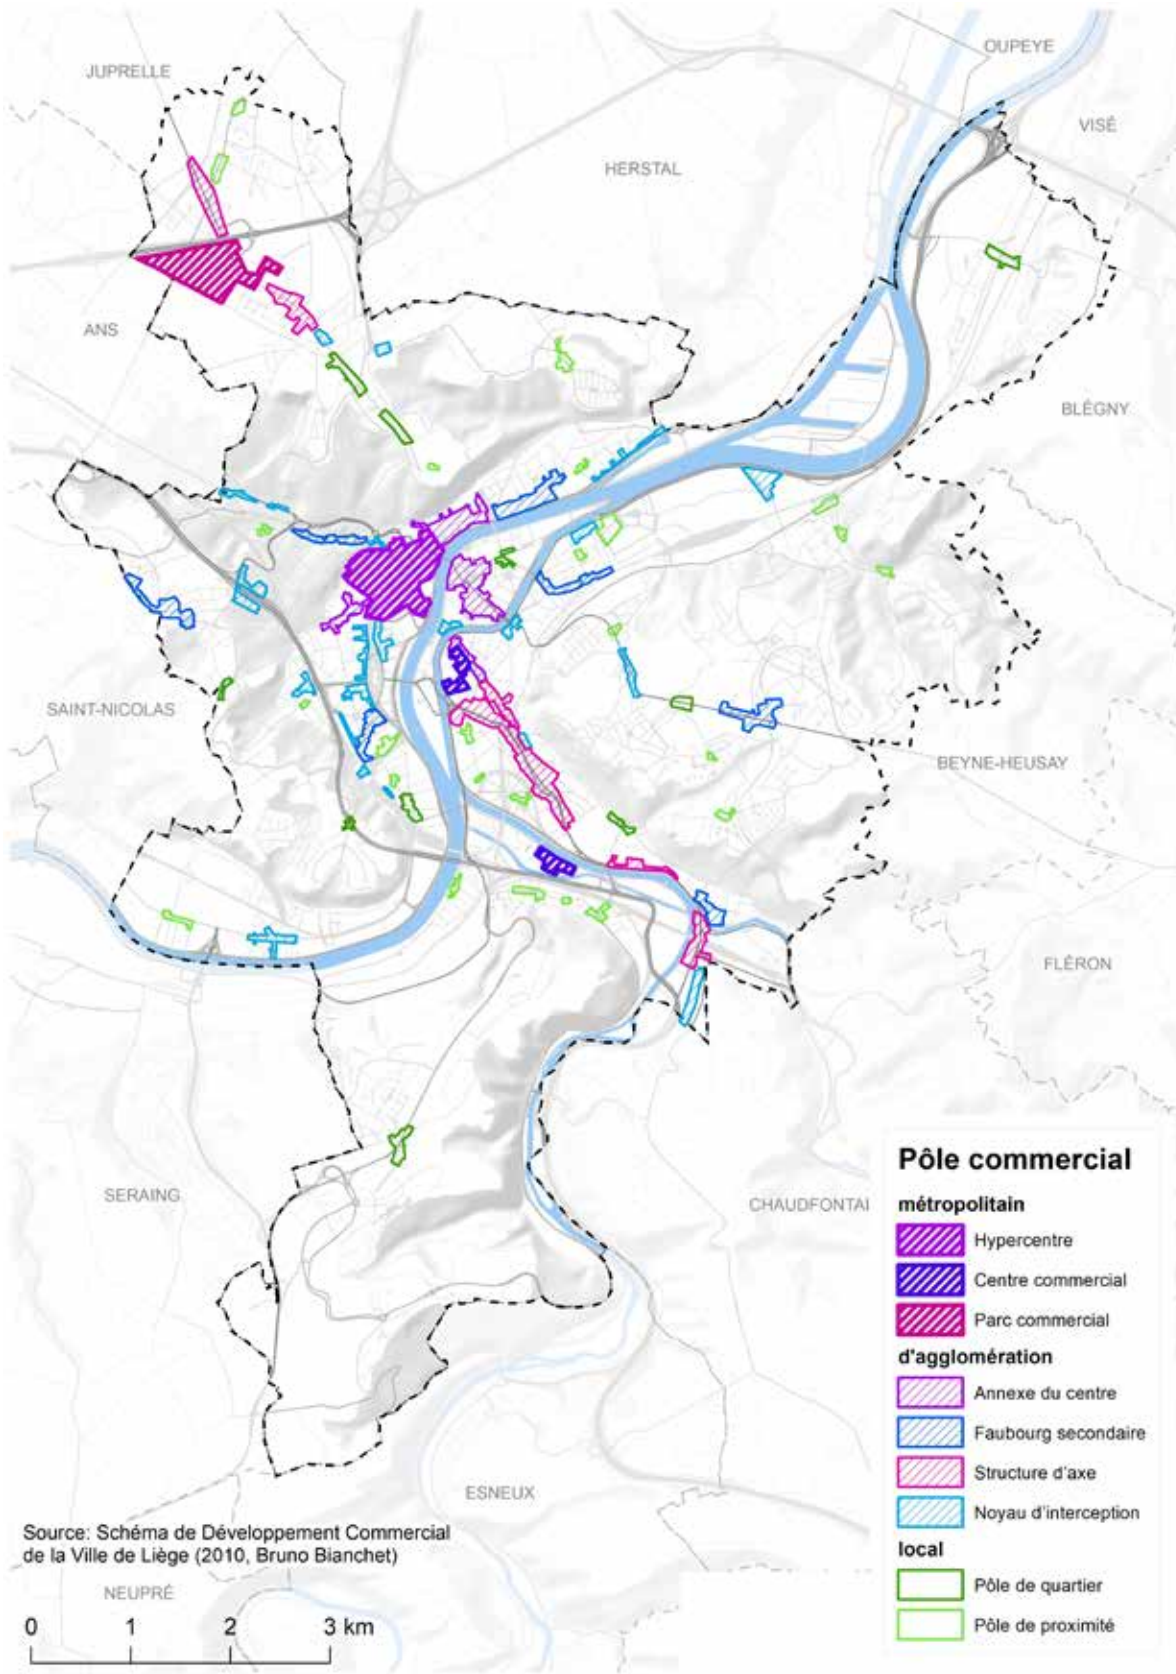 OUPEYE
JUPRELLE
VISÉ
HERSTAL
ANS
BLÉGNY
SAINT-NICOLAS
BEYNE-HEUSAY
FLÉRON
SERAING
CHAUDFONTAI
ESNEUX
NEUPRÉ
Pôle commercial
métropolitain
Hypercentre
Centre commercial
Parc commercial
d'agglomération
Annexe du centre
Faubourg secondaire
Structure d'axe
Noyau d'interception
local
Pôle de quartier
Pôle de proximité
Source: Schéma de Développement Commercial
de la Ville de Liège (2010, Bruno Bianchet)
0 1 2 3 km